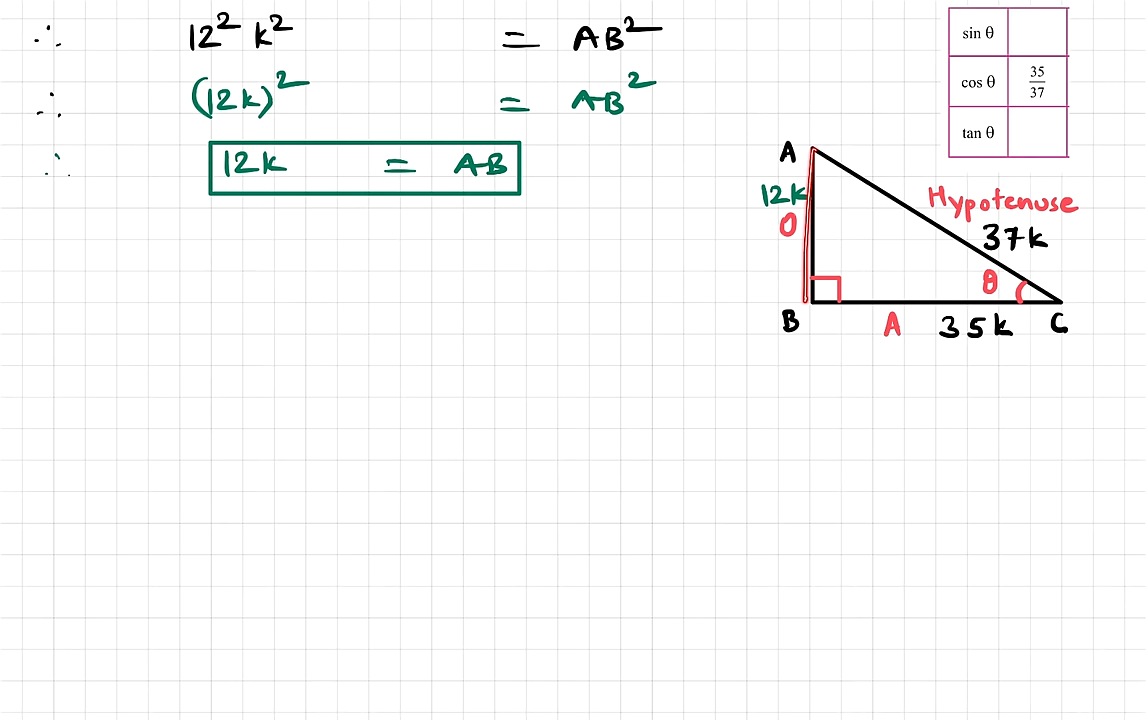 ∴ 12² k² = AB²
∴ (12k)² = AB²
∴ 12k = AB
sin θ
cos θ 35/37
tan θ
A
12k
O
Hypotenuse
37k
θ
B
A
35k
C